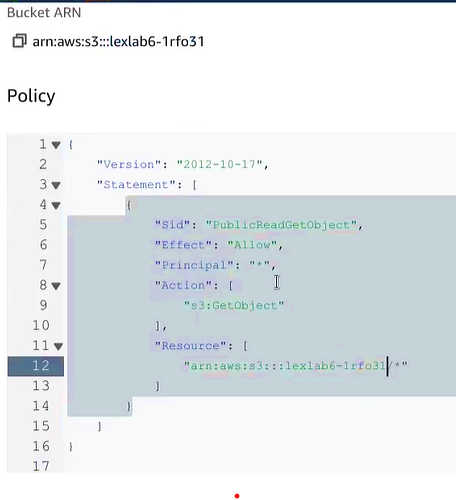 Bucket ARN
arn:aws:s3:::lexlab6-1rfo31
Policy
1 {
2 "Version": "2012-10-17",
3 "Statement": [
4 {
5 "Sid": "PublicReadGetObject",
6 "Effect": "Allow",
7 "Principal": "*",
8 "Action": [
9 "s3:GetObject"
10 ],
11 "Resource": [
12 "arn:aws:s3:::lexlab6-1rfo31/*"
13 ]
14 }
15 ]
16 }
17